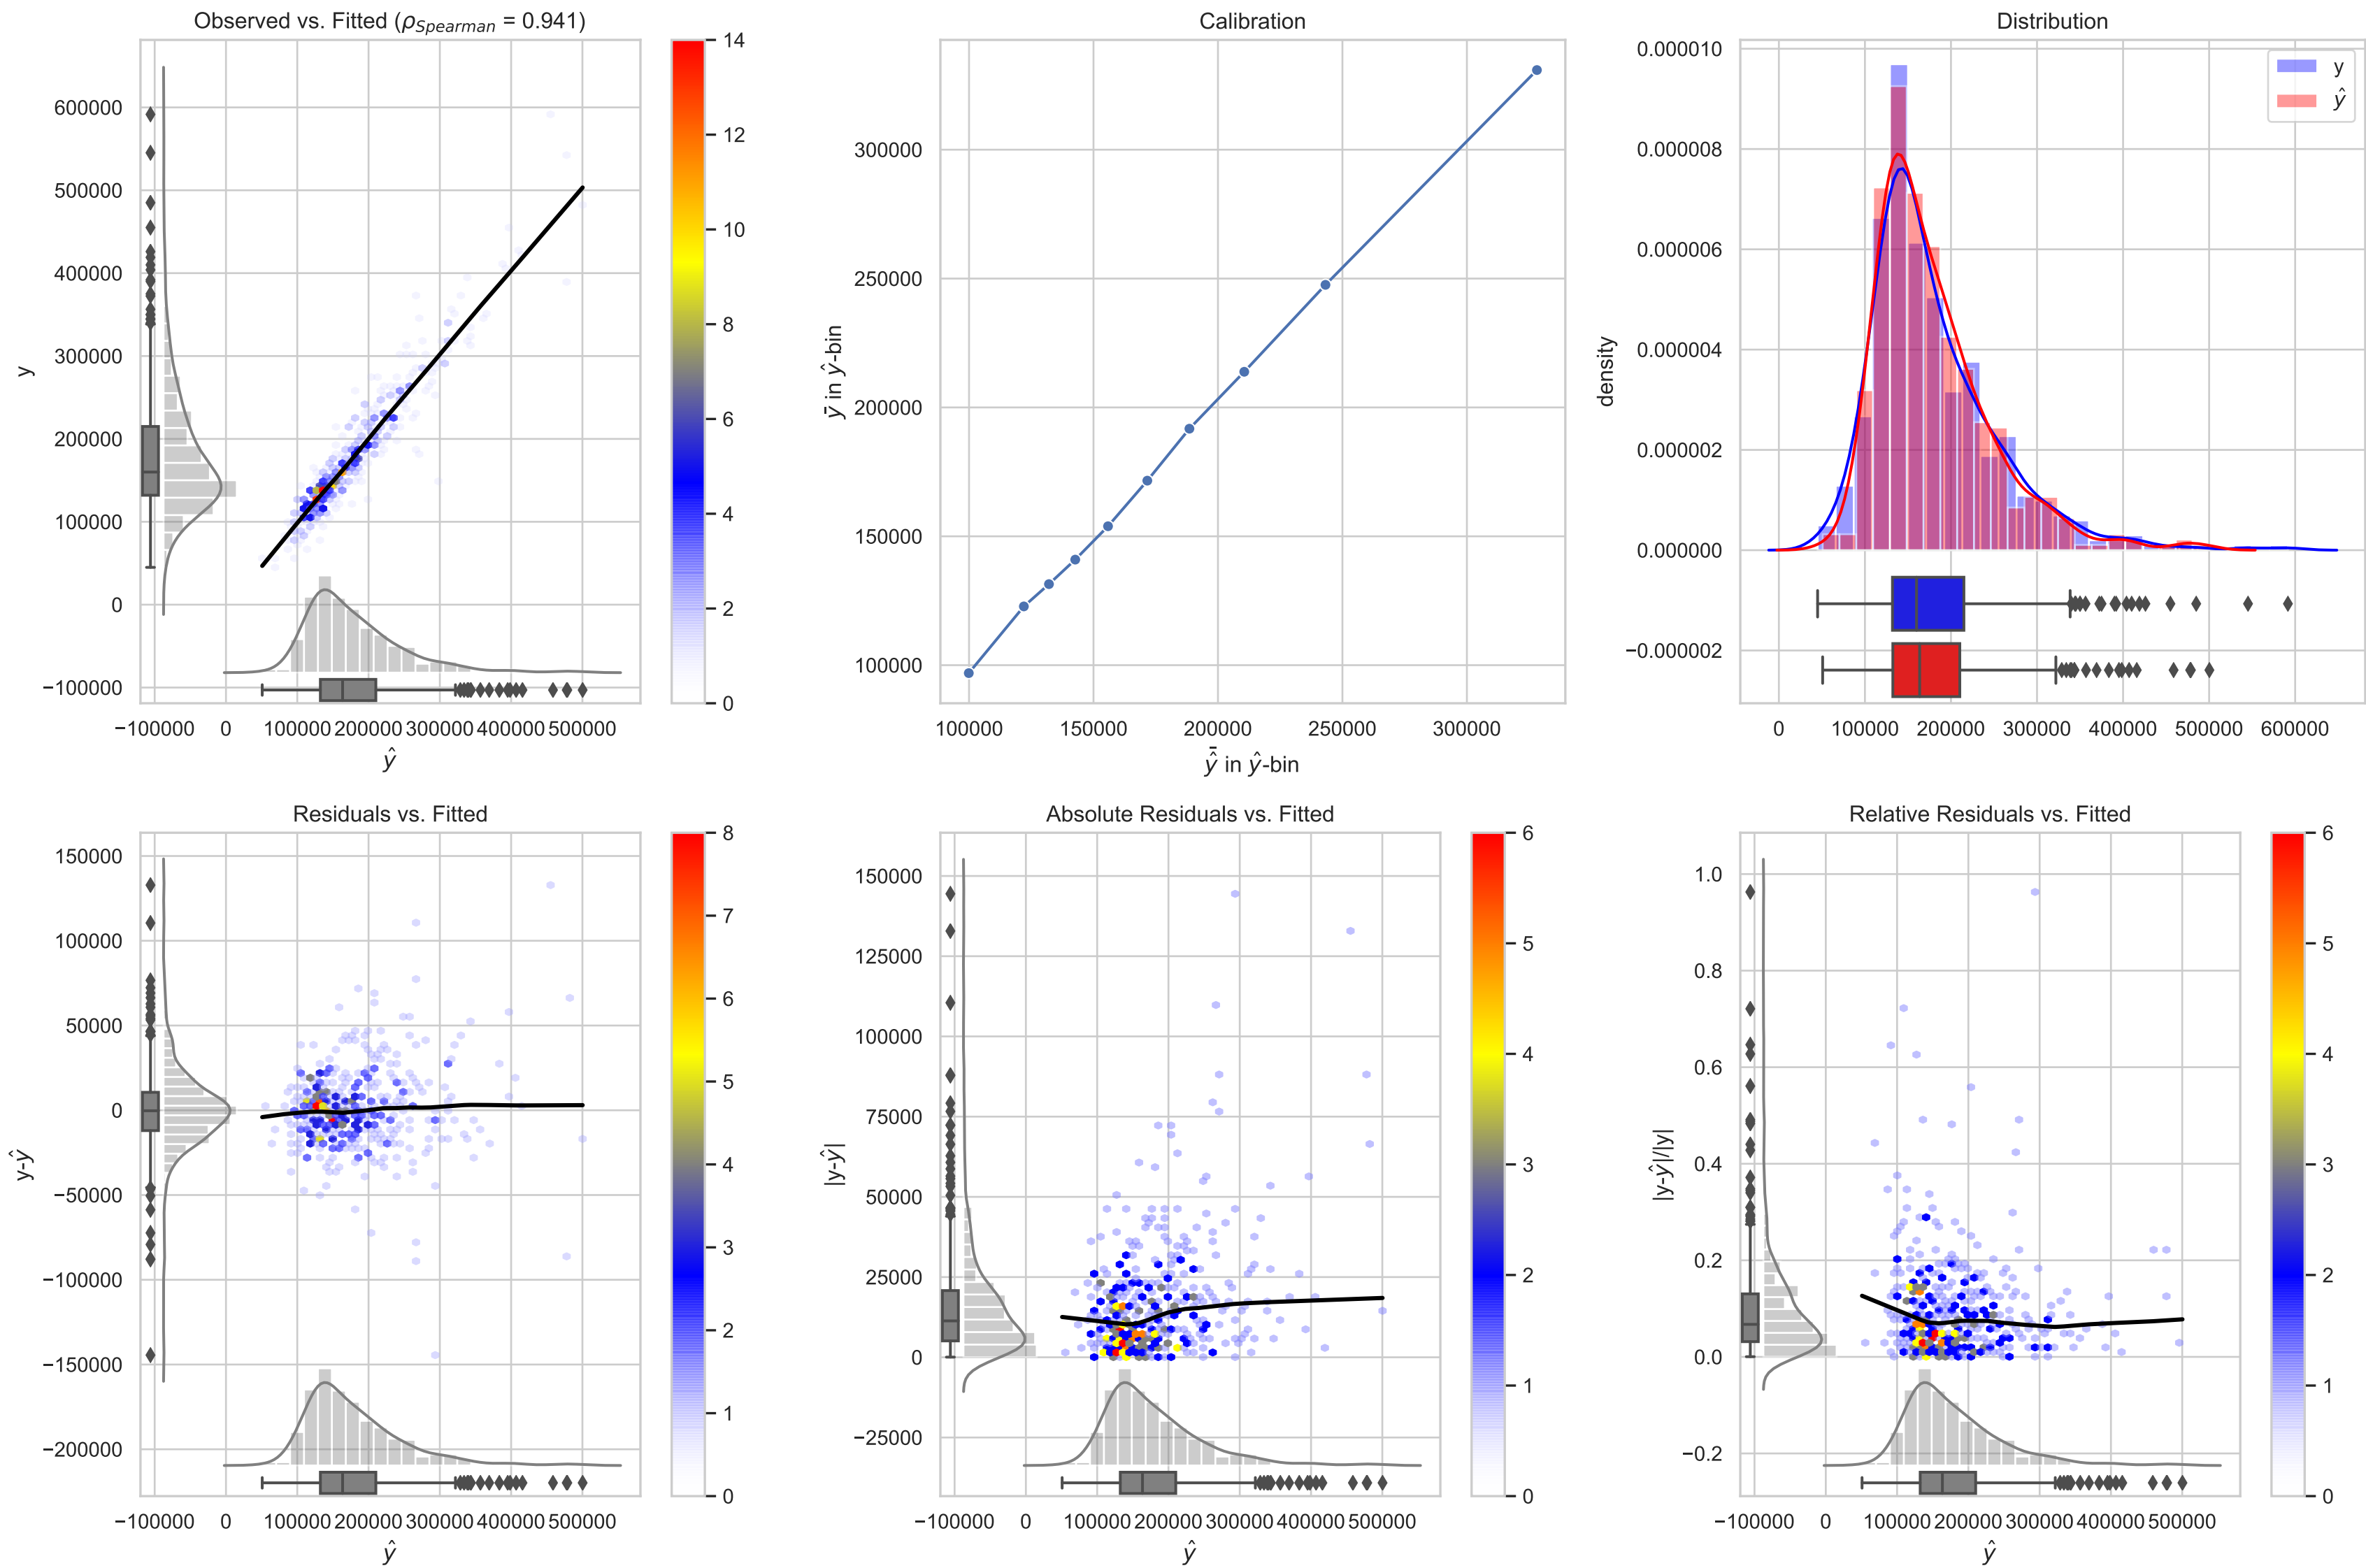 Observed vs. Fitted (ρSpearman = 0.941)
Calibration
Distribution
14
12
10
8
6
4
2
0
600000
500000
400000
300000
200000
100000
0
−100000
y
−100000 0 100000 200000 300000 400000 500000
ŷ
300000
250000
200000
150000
100000
ȳ in ŷ-bin
100000 150000 200000 250000 300000
ŷ̄ in ŷ-bin
0.000010
0.000008
0.000006
0.000004
0.000002
0.000000
−0.000002
density
y
ŷ
0 100000 200000 300000 400000 500000 600000
Residuals vs. Fitted
Absolute Residuals vs. Fitted
Relative Residuals vs. Fitted
150000
100000
50000
0
−50000
−100000
−150000
−200000
y-ŷ
−100000 0 100000 200000 300000 400000 500000
ŷ
8
7
6
5
4
3
2
1
0
150000
125000
100000
75000
50000
25000
0
−25000
|y-ŷ|
−100000 0 100000 200000 300000 400000 500000
ŷ
6
5
4
3
2
1
0
1.0
0.8
0.6
0.4
0.2
0.0
−0.2
|y-ŷ|/|y|
−100000 0 100000 200000 300000 400000 500000
ŷ
6
5
4
3
2
1
0